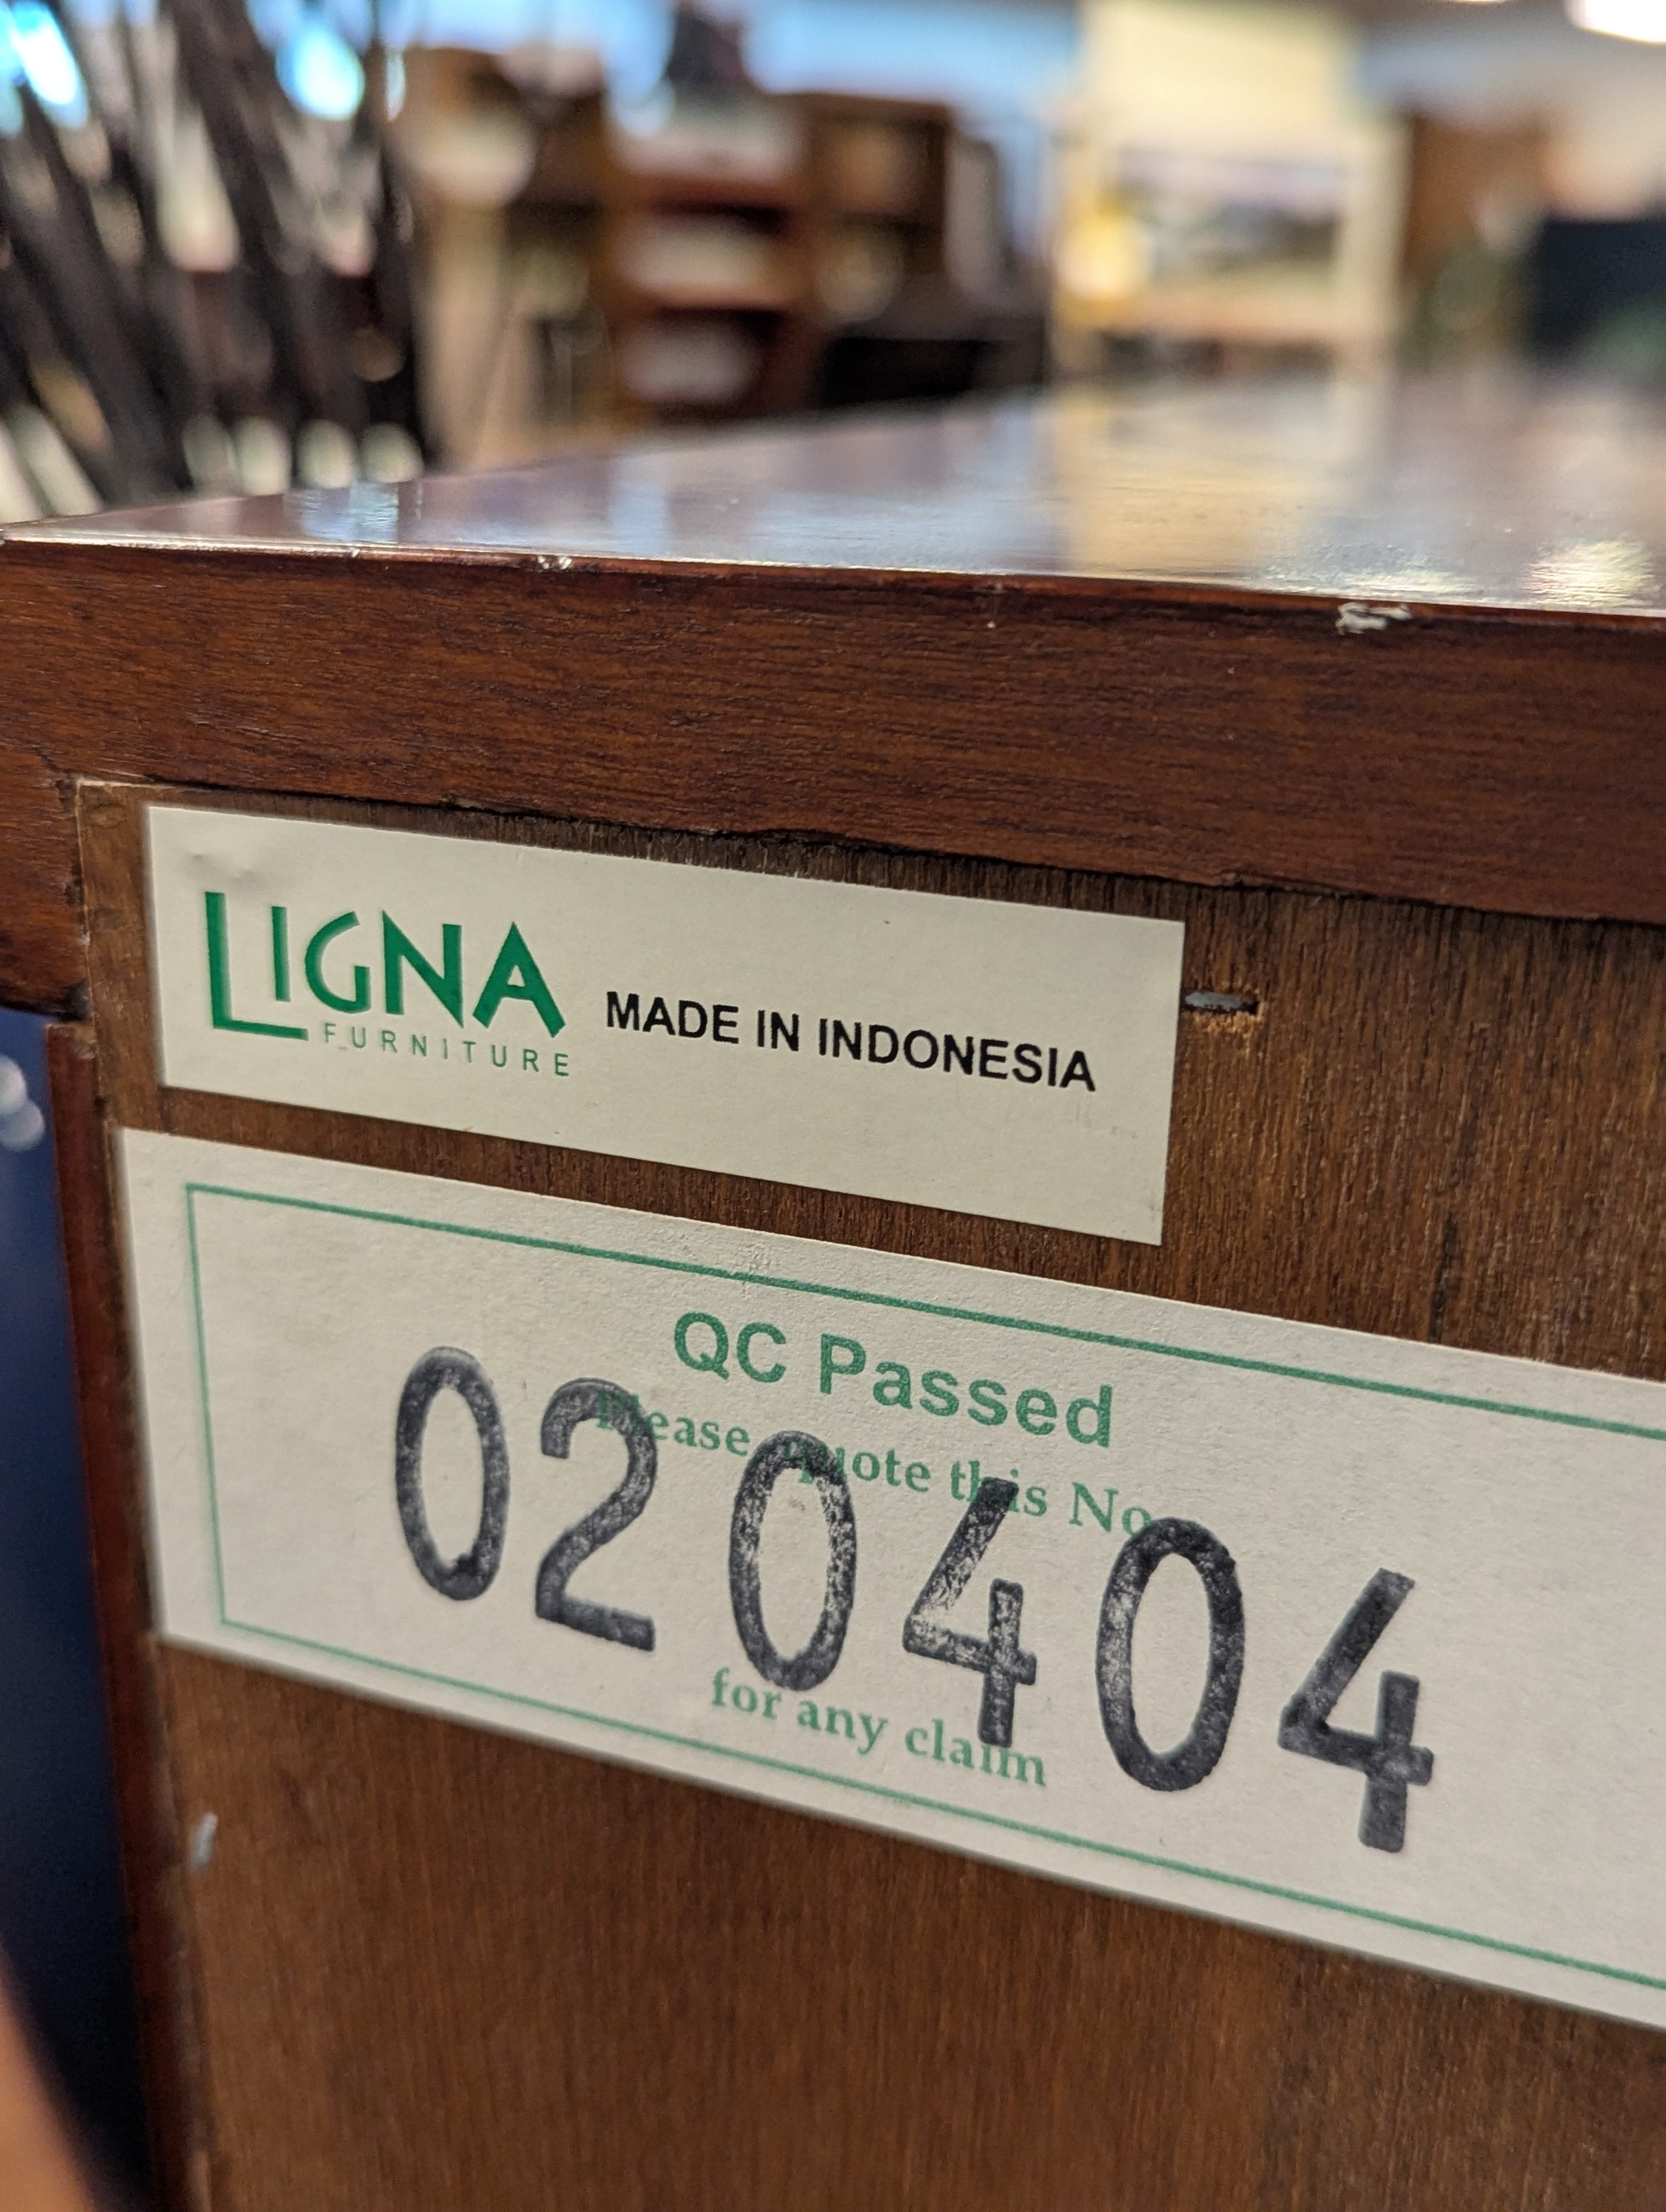 LIGNA
FURNITURE
MADE IN INDONESIA
QC Passed
Please quote this No.
020404
for any claim